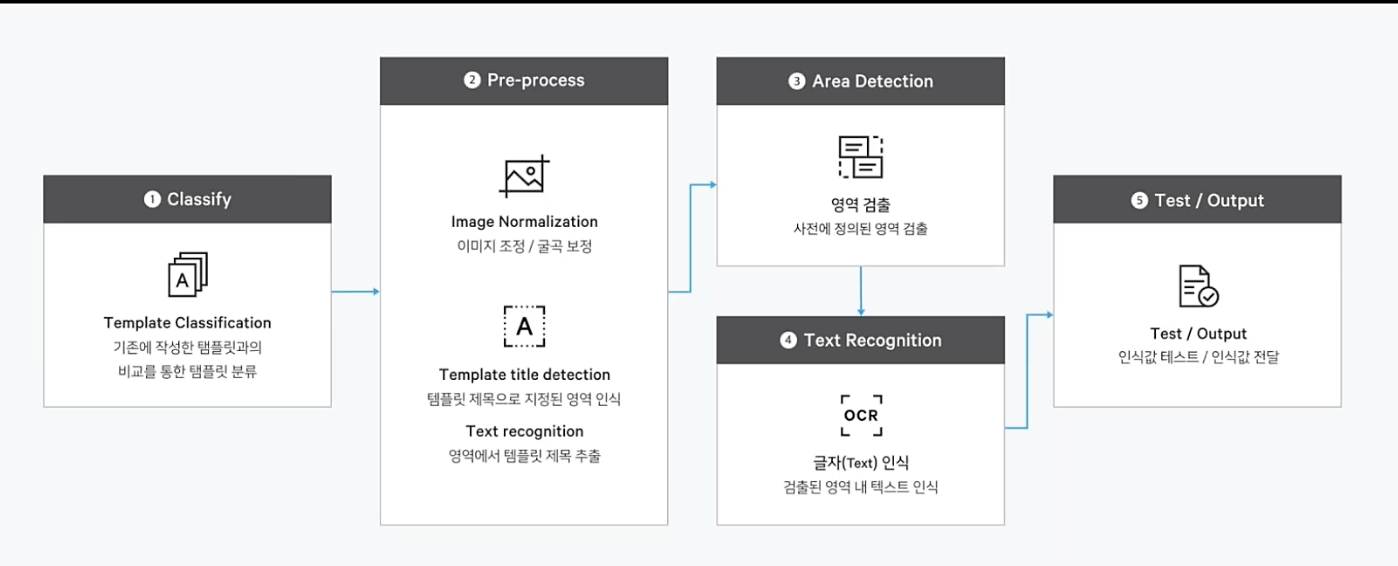 1 Classify
A
Template Classification
기존에 작성한 탬플릿과의
비교를 통한 탬플릿 분류
2 Pre-process
Image Normalization
이미지 조정 / 굴곡 보정
A
Template title detection
템플릿 제목으로 지정된 영역 인식
Text recognition
영역에서 템플릿 제목 추출
3 Area Detection
영역 검출
사전에 정의된 영역 검출
4 Text Recognition
OCR
글자(Text) 인식
검출된 영역 내 텍스트 인식
5 Test / Output
Test / Output
인식값 테스트 / 인식값 전달